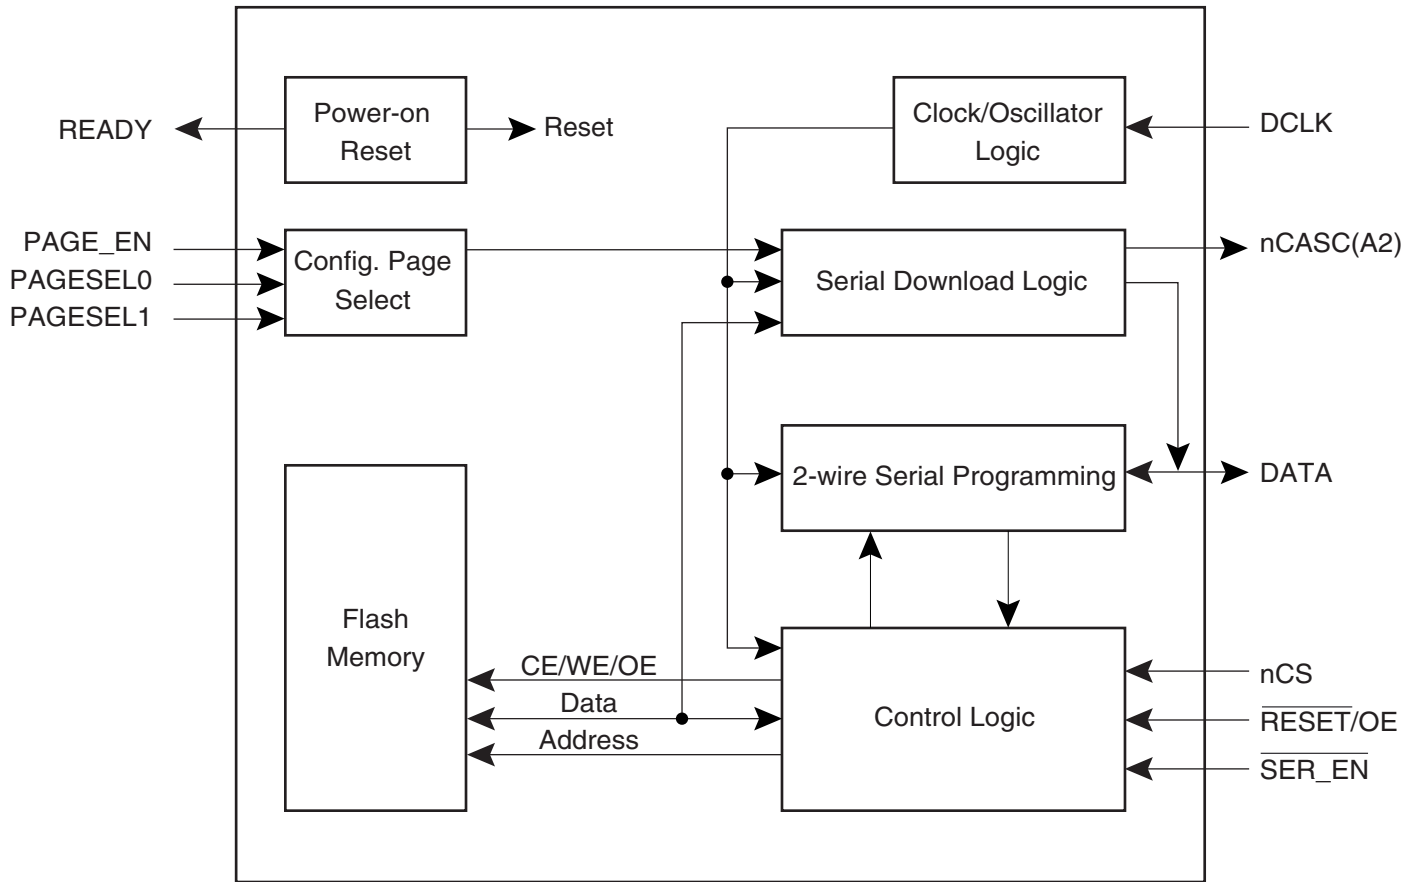 READY
Power-on
Reset
Reset
Clock/Oscillator
Logic
DCLK
PAGE_EN
PAGESEL0
PAGESEL1
Config. Page
Select
Serial Download Logic
nCASC(A2)
2-wire Serial Programming
DATA
Flash
Memory
CE/WE/OE
Data
Address
Control Logic
nCS
RESET/OE
SER_EN